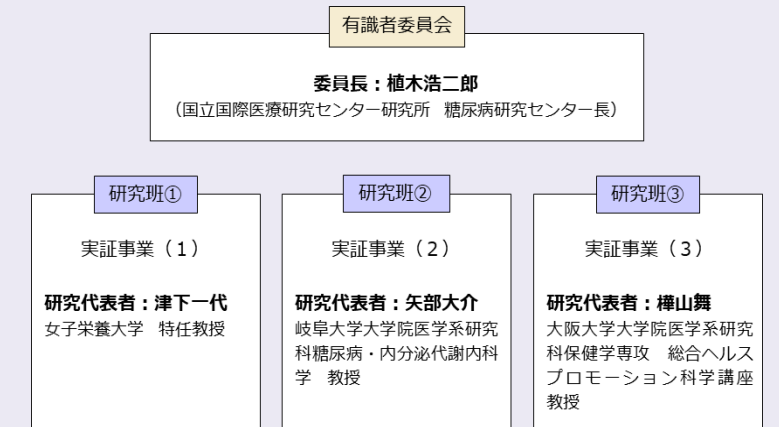 有識者委員会
委員長：植木浩二郎
（国立国際医療研究センター研究所　糖尿病研究センター長）
研究班①
実証事業（１）
研究代表者：津下一代
女子栄養大学　特任教授
研究班②
実証事業（２）
研究代表者：矢部大介
岐阜大学大学院医学系研究
科糖尿病・内分泌代謝内科
学　教授
研究班③
実証事業（３）
研究代表者：樺山舞
大阪大学大学院医学系研究
科保健学専攻　総合ヘルス
プロモーション科学講座
教授